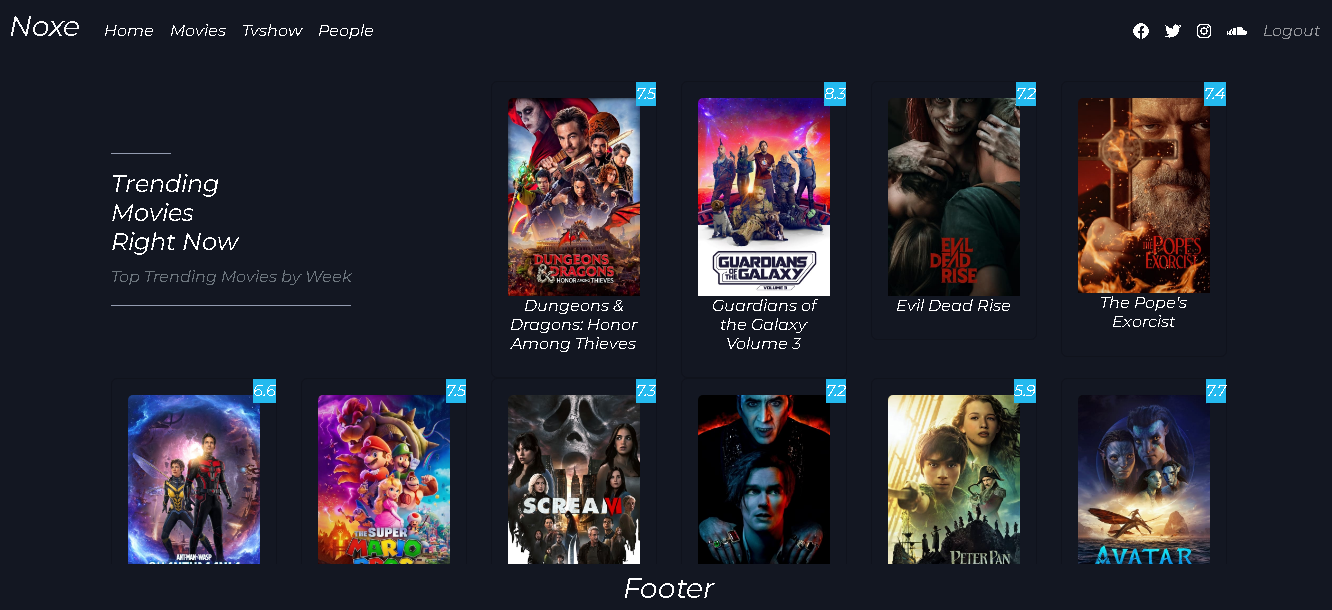 Noxe Home Movies Tvshow People Logout
Trending
Movies
Right Now
Top Trending Movies by Week
7.5
DUNGEONS
& DRAGONS
HONOR AMONG THIEVES
Dungeons &
Dragons: Honor
Among Thieves
8.3
GUARDIANS
OF THE GALAXY
VOLUME 3
Guardians of
the Galaxy
Volume 3
7.2
EVIL
DEAD
RISE
Evil Dead Rise
7.4
THE POPE'S
EXORCIST
The Pope's
Exorcist
6.6
ANT-MAN
WASP
7.5
THE SUPER
MARIO
7.3
SCREAM
7.2
5.9
PETER PAN
7.7
AVATAR
Footer